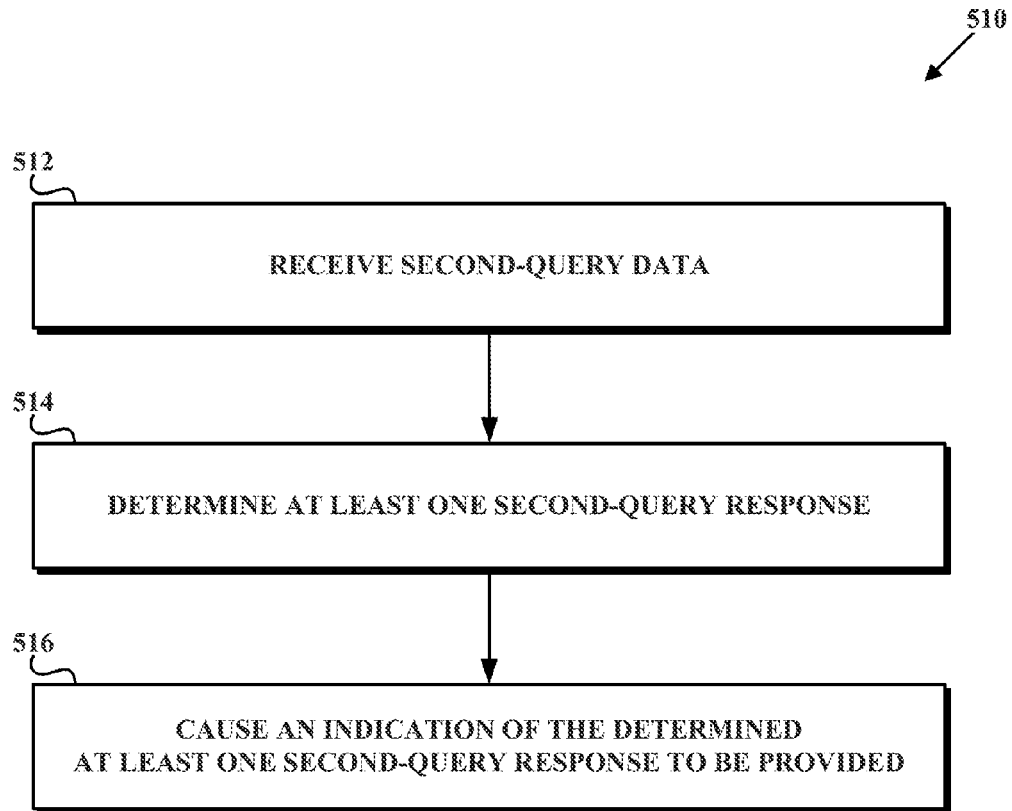 510
512
RECEIVE SECOND-QUERY DATA
514
DETERMINE AT LEAST ONE SECOND-QUERY RESPONSE
516
CAUSE AN INDICATION OF THE DETERMINED
AT LEAST ONE SECOND-QUERY RESPONSE TO BE PROVIDED